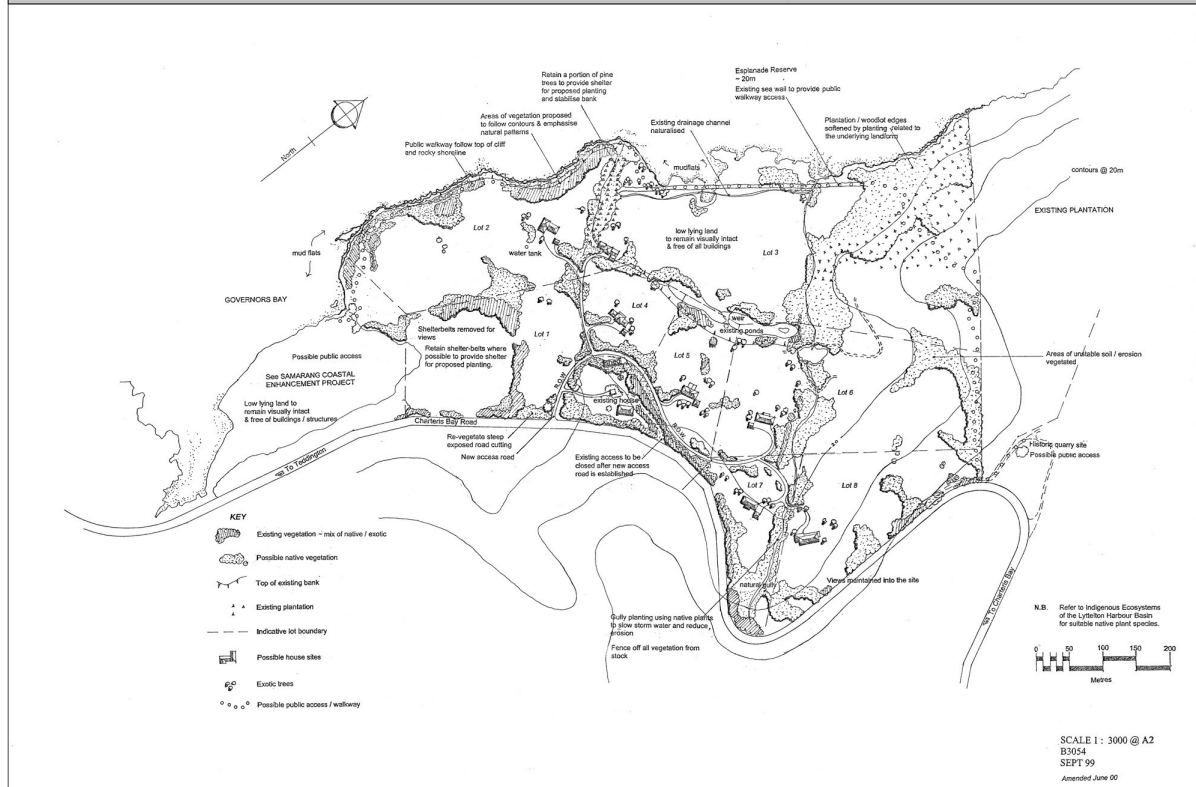 Retain a portion of pine
trees to provide shelter
for proposed planting
and stabilise bank
Esplanade Reserve
~ 20m
Existing sea wall to provide public
walkway access
Areas of vegetation proposed
to follow contours & emphasise
natural patterns
Existing drainage channel
naturalised
Plantation / woodlot edges
softened by planting related to
the underlying landform
Public walkway follow top of cliff
and rocky shoreline
North
mudflats
contours @ 20m
EXISTING PLANTATION
Lot 2
water tank
low lying land
to remain visually intact
& free of all buildings
Lot 3
mud flats
GOVERNORS BAY
Lot 4
weir
existing ponds
Shelterbelts removed for
views
Lot 1
Retain shelter-belts where
possible to provide shelter
for proposed planting.
Lot 5
Possible public access
See SAMARANG COASTAL
ENHANCEMENT PROJECT
Low lying land to
remain visually intact
& free of buildings / structures
Areas of unstable soil / erosion
vegetated
R.O.W
existing house
Lot 6
Charteris Bay Road
Re-vegetate steep
exposed road cutting
New access road
R.O.W
Existing access to be
closed after new access
road is established
Historic quarry site
Possible public access
To Teddington
Lot 7
Lot 8
KEY
Existing vegetation – mix of native / exotic
Possible native vegetation
Top of existing bank
Existing plantation
Indicative lot boundary
Possible house sites
Exotic trees
Possible public access / walkway
natural gully
Views maintained into the site
Gully planting using native plants
to slow storm water and reduce
erosion
Fence off all vegetation from
stock
To Charteris Bay
N.B. Refer to Indigenous Ecosystems
of the Lyttelton Harbour Basin
for suitable native plant species.
0 50 100 150 200
Metres
SCALE 1 : 3000 @ A2
B3054
SEPT 99
Amended June 00